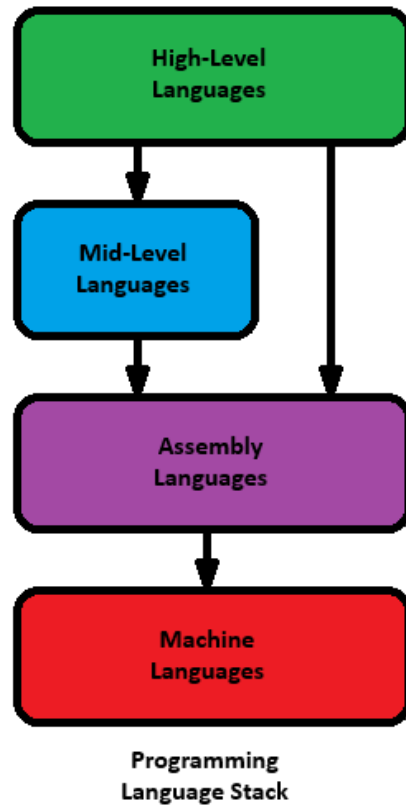 High-Level
Languages
Mid-Level
Languages
Assembly
Languages
Machine
Languages
Programming
Language Stack